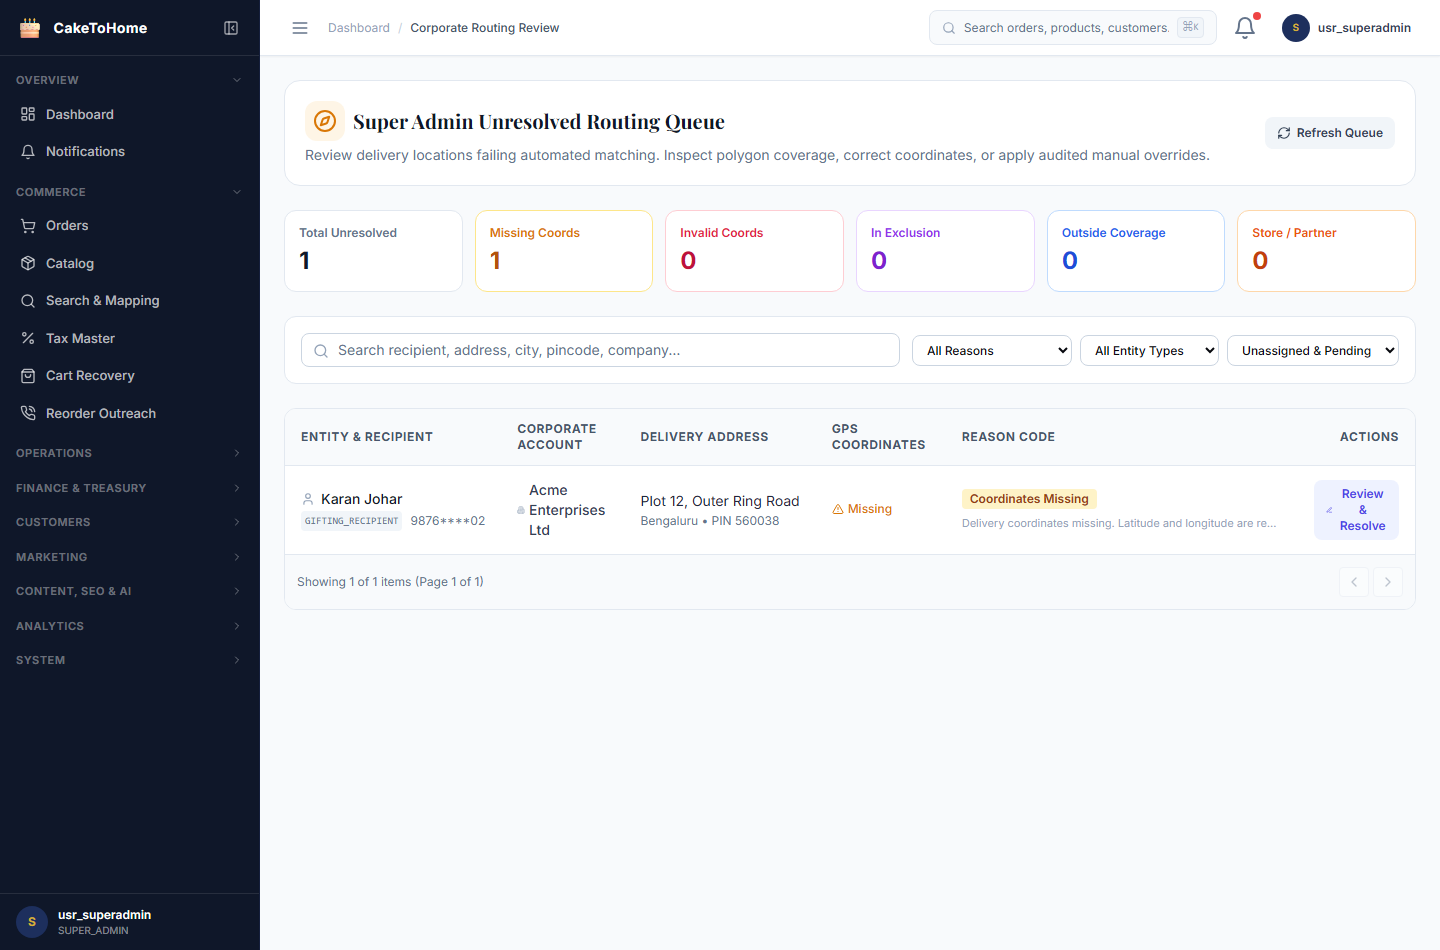 CakeToHome
Dashboard / Corporate Routing Review
Search orders, products, customers.
⌘K
S
usr_superadmin
OVERVIEW
Dashboard
Notifications
COMMERCE
Orders
Catalog
Search & Mapping
Tax Master
Cart Recovery
Reorder Outreach
OPERATIONS
FINANCE & TREASURY
CUSTOMERS
MARKETING
CONTENT, SEO & AI
ANALYTICS
SYSTEM
S
usr_superadmin
SUPER_ADMIN
Super Admin Unresolved Routing Queue
Review delivery locations failing automated matching. Inspect polygon coverage, correct coordinates, or apply audited manual overrides.
Refresh Queue
Total Unresolved
1
Missing Coords
1
Invalid Coords
0
In Exclusion
0
Outside Coverage
0
Store / Partner
0
Search recipient, address, city, pincode, company...
All Reasons
All Entity Types
Unassigned & Pending
ENTITY & RECIPIENT
CORPORATE
ACCOUNT
DELIVERY ADDRESS
GPS
COORDINATES
REASON CODE
ACTIONS
Karan Johar
GIFTING_RECIPIENT 9876****02
Acme
Enterprises
Ltd
Plot 12, Outer Ring Road
Bengaluru • PIN 560038
Missing
Coordinates Missing
Delivery coordinates missing. Latitude and longitude are re...
Review
&
Resolve
Showing 1 of 1 items (Page 1 of 1)